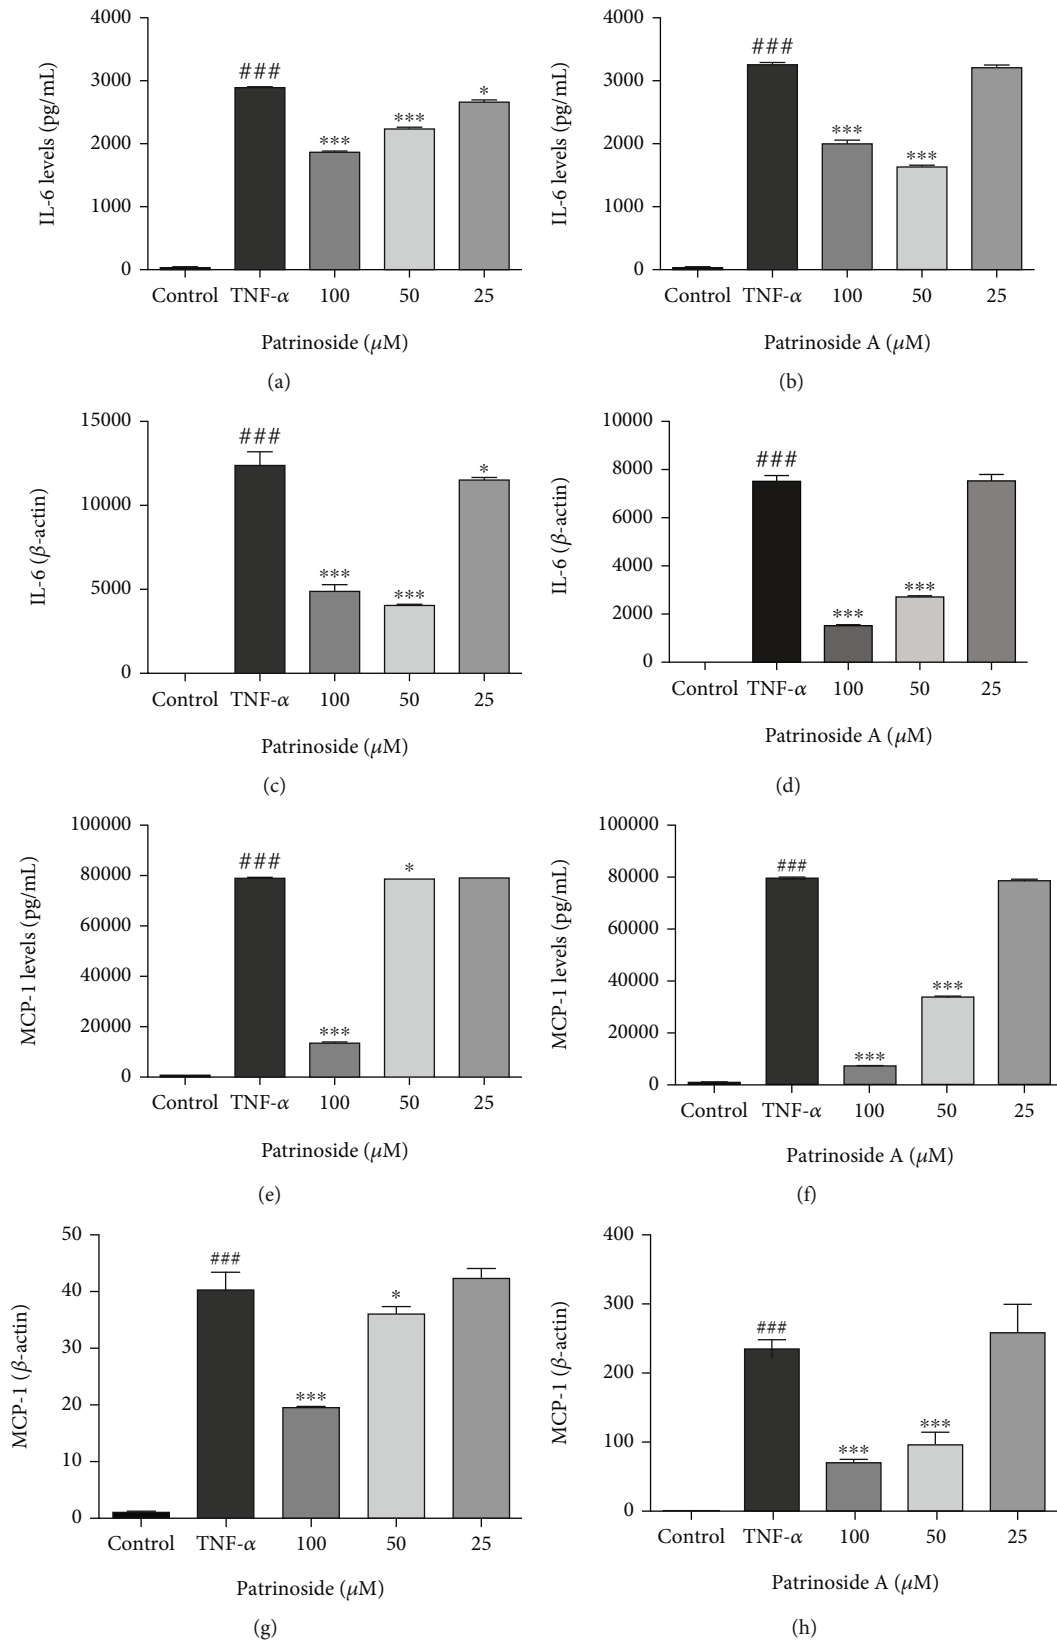 IL-6 levels (pg/mL)
4000
3000
2000
1000
0
###
***
***
*
Control TNF-α 100 50 25
Patrinoside (μM)
(a)
IL-6 levels (pg/mL)
4000
3000
2000
1000
0
###
***
***
Control TNF-α 100 50 25
Patrinoside A (μM)
(b)
IL-6 (β-actin)
15000
10000
5000
0
###
***
***
*
Control TNF-α 100 50 25
Patrinoside (μM)
(c)
IL-6 (β-actin)
10000
8000
6000
4000
2000
0
###
***
***
Control TNF-α 100 50 25
Patrinoside A (μM)
(d)
MCP-1 levels (pg/mL)
100000
80000
60000
40000
20000
0
###
***
*
Control TNF-α 100 50 25
Patrinoside (μM)
(e)
MCP-1 levels (pg/mL)
100000
80000
60000
40000
20000
0
###
***
***
Control TNF-α 100 50 25
Patrinoside A (μM)
(f)
MCP-1 (β-actin)
50
40
30
20
10
0
###
***
*
Control TNF-α 100 50 25
Patrinoside (μM)
(g)
MCP-1 (β-actin)
400
300
200
100
0
###
***
***
Control TNF-α 100 50 25
Patrinoside A (μM)
(h)